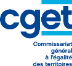 cget
Commissariat
général
à l'égalité
des territoires